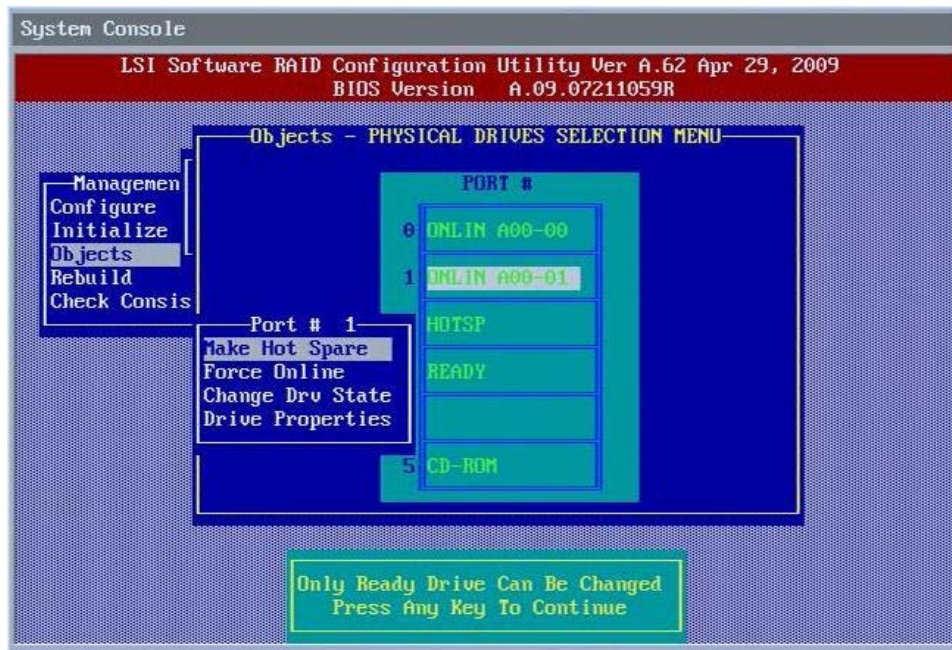 System Console
LSI Software RAID Configuration Utility Ver A.62 Apr 29, 2009
BIOS Version A.09.07211059R
Objects - PHYSICAL DRIVES SELECTION MENU
Managemen
Configure
Initialize
Objects
Rebuild
Check Consis
PORT #
0 ONLIN A00-00
1 ONLIN A00-01
HOTSP
READY
5 CD-ROM
Port # 1
Make Hot Spare
Force Online
Change Drv State
Drive Properties
Only Ready Drive Can Be Changed
Press Any Key To Continue